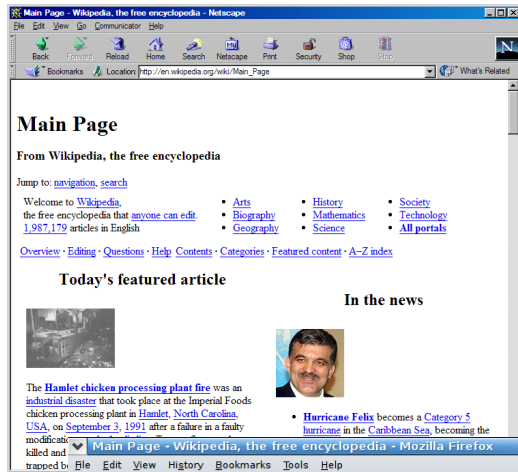 Main Page - Wikipedia, the free encyclopedia - Netscape
File Edit View Go Communicator Help
Back Forward Reload Home Search Netscape Print Security Shop Stop
Bookmarks Location: http://en.wikipedia.org/wiki/Main_Page What's Related
Main Page
From Wikipedia, the free encyclopedia
Jump to: navigation, search
Welcome to Wikipedia,
the free encyclopedia that anyone can edit.
1,987,179 articles in English
• Arts
• Biography
• Geography
• History
• Mathematics
• Science
• Society
• Technology
• All portals
Overview · Editing · Questions · Help Contents · Categories · Featured content · A–Z index
Today's featured article
The Hamlet chicken processing plant fire was an
industrial disaster that took place at the Imperial Foods
chicken processing plant in Hamlet, North Carolina,
USA, on September 3, 1991 after a failure in a faulty
killed and
trapped
In the news
• Hurricane Felix becomes a Category 5
hurricane in the Caribbean Sea, becoming the
Main Page - Wikipedia, the free encyclopedia - Mozilla Firefox
File Edit View History Bookmarks Tools Help